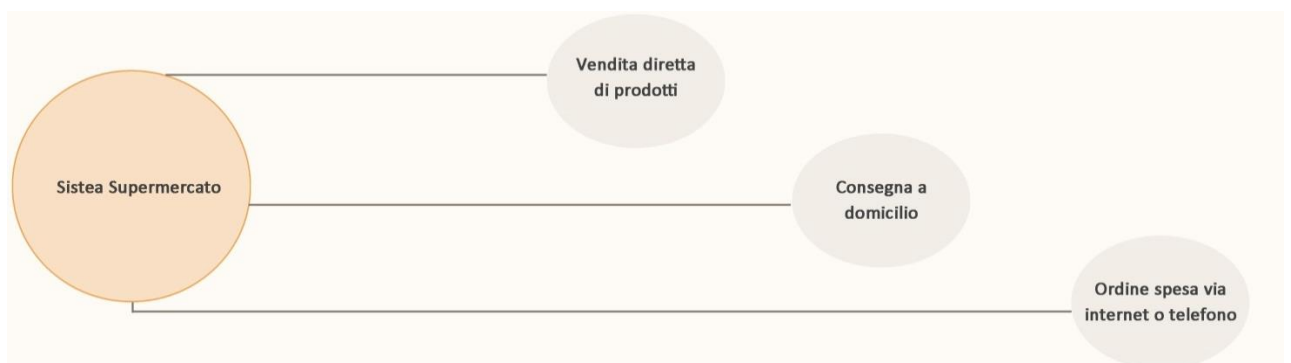 Vendita diretta
di prodotti
Sistea Supermercato
Consegna a
domicilio
Ordine spesa via
internet o telefono